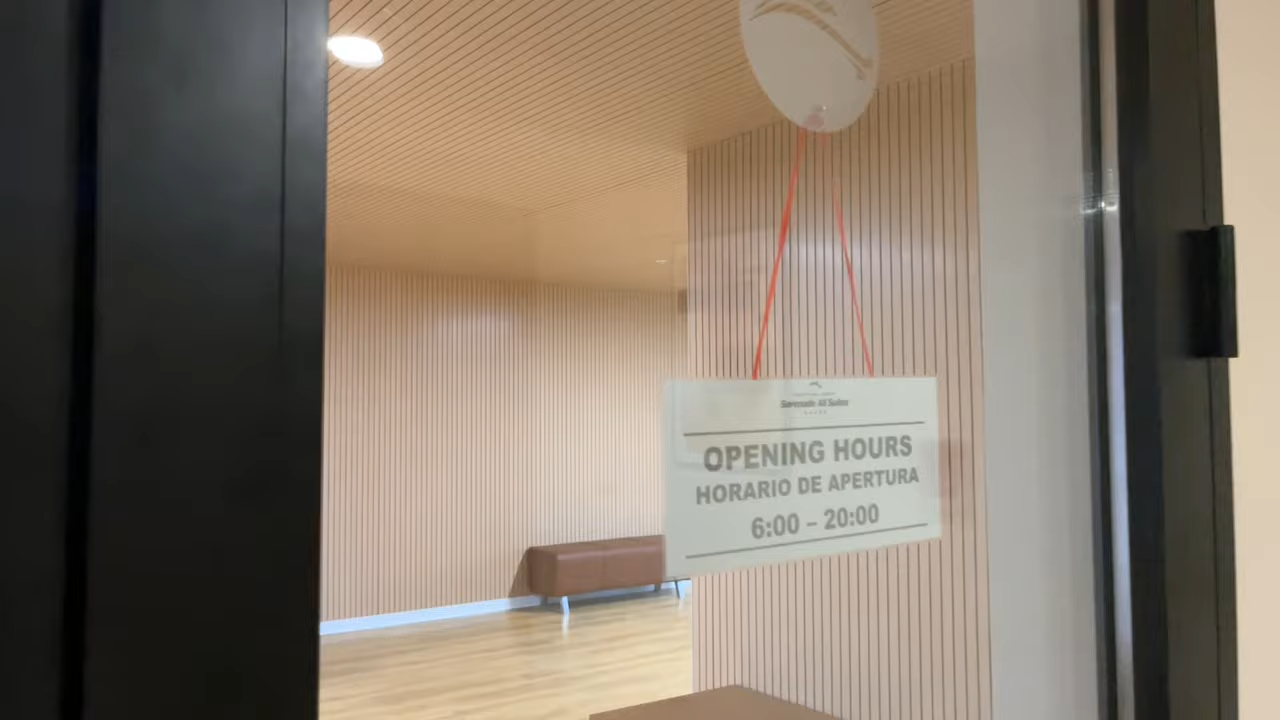 Serenade All Suites
OPENING HOURS
HORARIO DE APERTURA
6:00 – 20:00